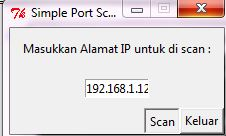 Simple Port Sc...
Masukkan Alamat IP untuk di scan :
192.168.1.12
Scan Keluar